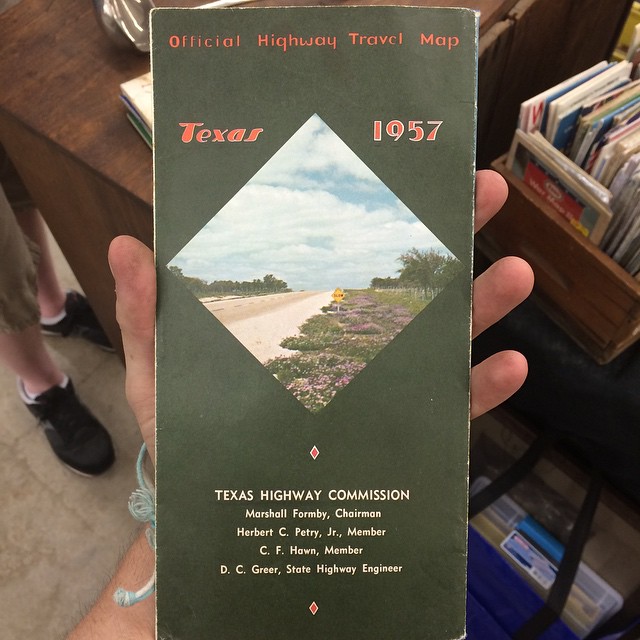 Official Highway Travel Map
Texas 1957
TEXAS HIGHWAY COMMISSION
Marshall Formby, Chairman
Herbert C. Petry, Jr., Member
C. F. Hawn, Member
D. C. Greer, State Highway Engineer